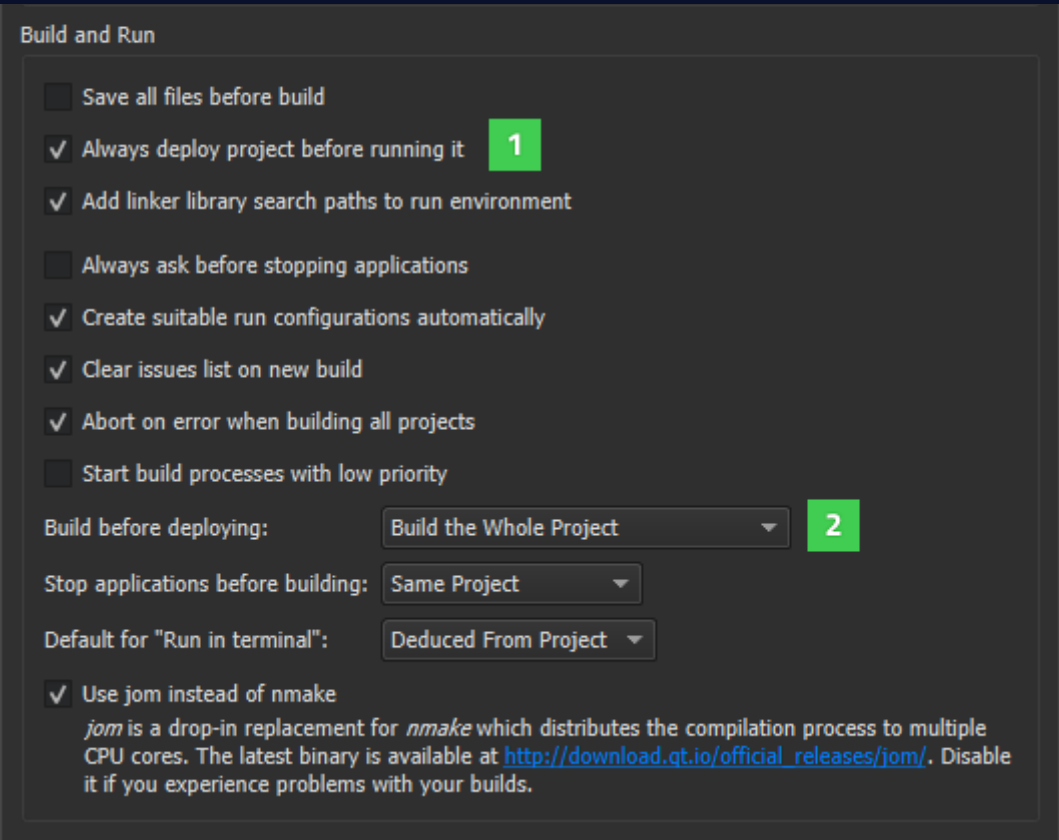 Build and Run
Save all files before build
Always deploy project before running it 1
Add linker library search paths to run environment
Always ask before stopping applications
Create suitable run configurations automatically
Clear issues list on new build
Abort on error when building all projects
Start build processes with low priority
Build before deploying: Build the Whole Project 2
Stop applications before building: Same Project
Default for "Run in terminal": Deduced From Project
Use jom instead of nmake
jom is a drop-in replacement for nmake which distributes the compilation process to multiple
CPU cores. The latest binary is available at http://download.qt.io/official_releases/jom/. Disable
it if you experience problems with your builds.